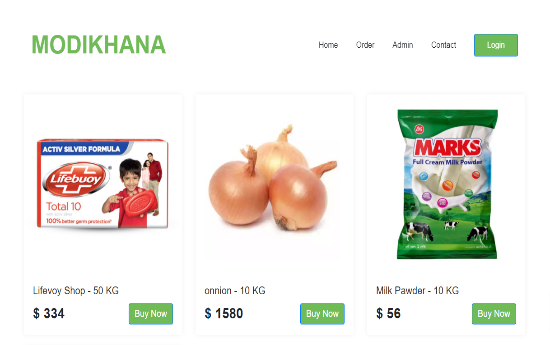 MODIKHANA
Home Order Admin Contact Login
ACTIV SILVER FORMULA
Lifebuoy
Total 10
100% better germ protection*
MARKS
Full Cream Milk Powder
Lifevoy Shop - 50 KG
$ 334 Buy Now
onnion - 10 KG
$ 1580 Buy Now
Milk Pawder - 10 KG
$ 56 Buy Now